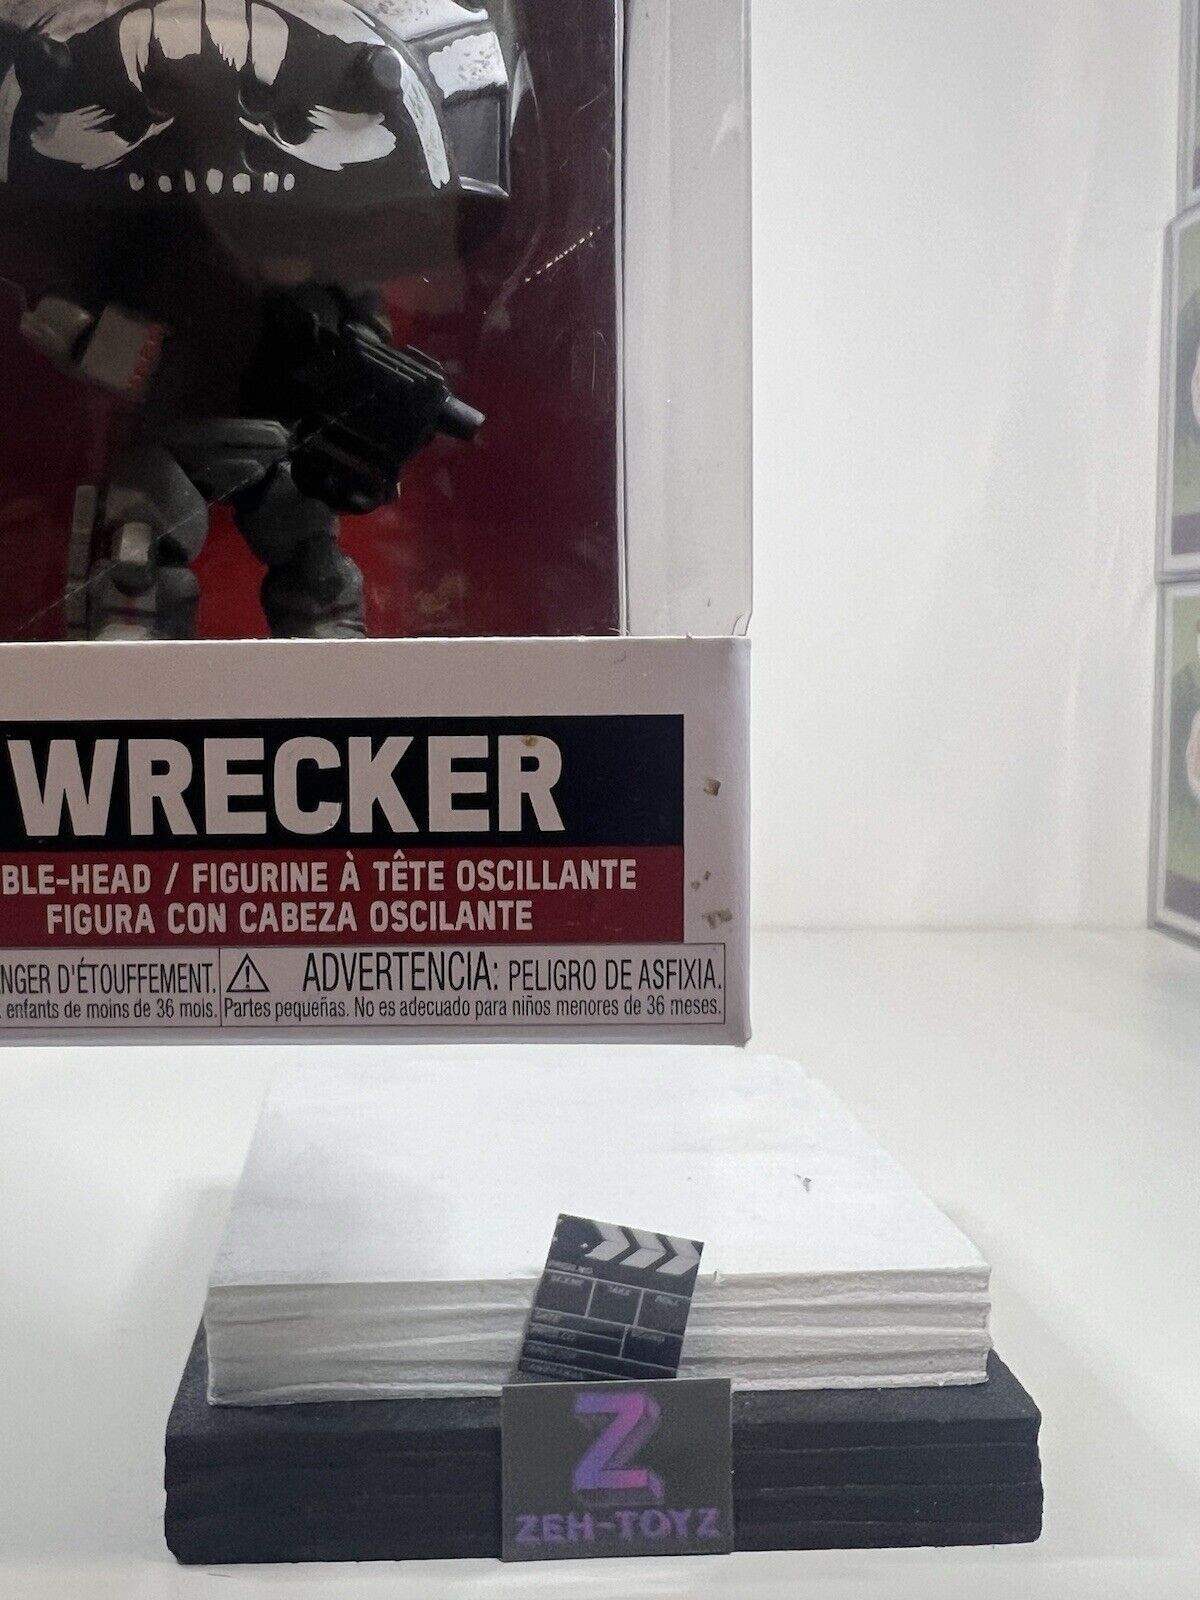 WRECKER
BLE-HEAD / FIGURINE À TÊTE OSCILLANTE
FIGURA CON CABEZA OSCILANTE
NGER D'ÉTOUFFEMENT.
enfants de moins de 36 mois.
⚠ ADVERTENCIA: PELIGRO DE ASFIXIA.
Partes pequeñas. No es adecuado para niños menores de 36 meses.
Z
ZEH-TOYZ